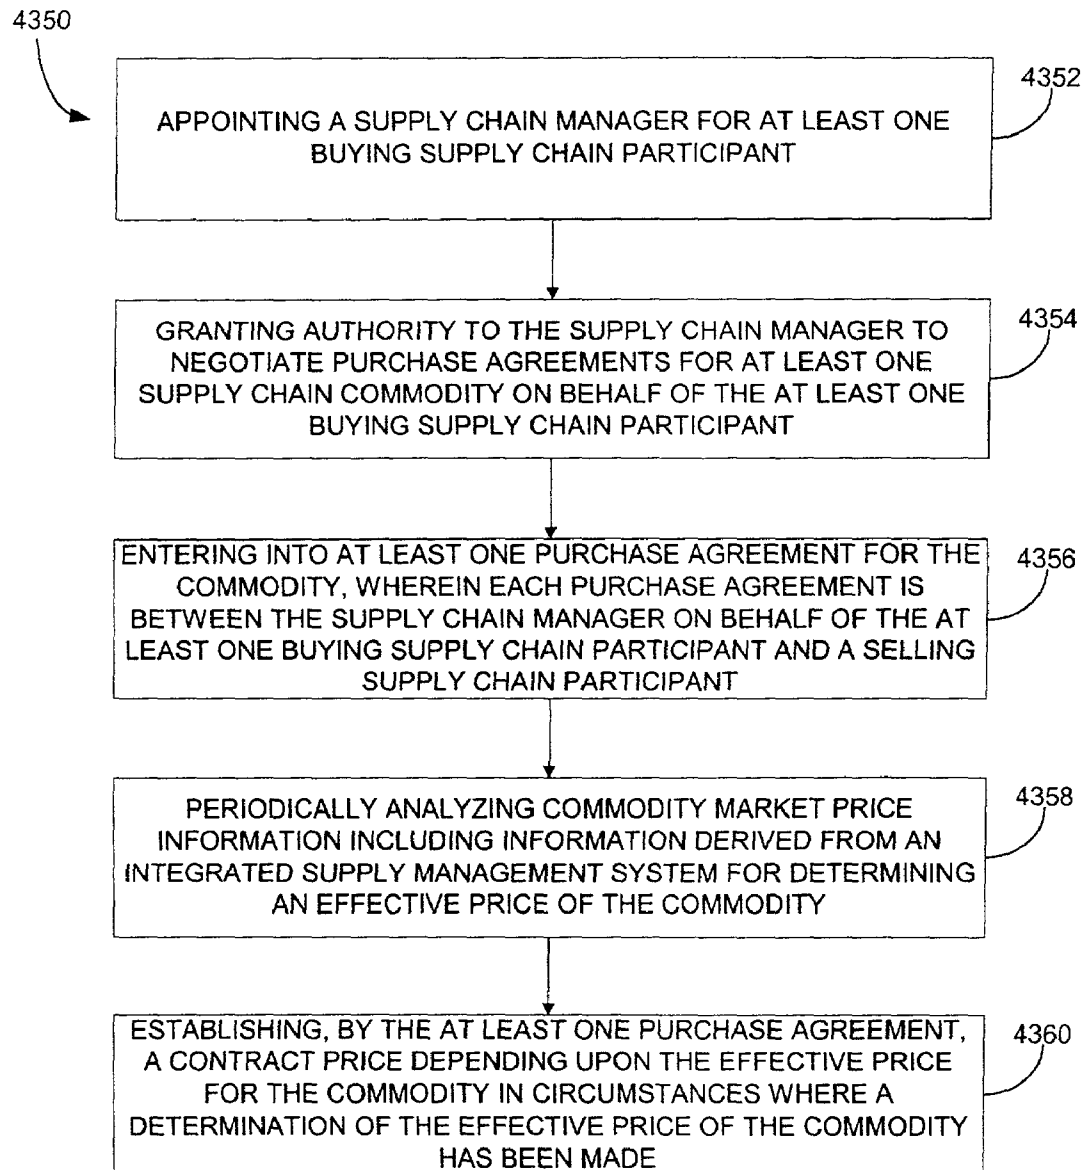 4350
4352
APPOINTING A SUPPLY CHAIN MANAGER FOR AT LEAST ONE
BUYING SUPPLY CHAIN PARTICIPANT
4354
GRANTING AUTHORITY TO THE SUPPLY CHAIN MANAGER TO
NEGOTIATE PURCHASE AGREEMENTS FOR AT LEAST ONE
SUPPLY CHAIN COMMODITY ON BEHALF OF THE AT LEAST ONE
BUYING SUPPLY CHAIN PARTICIPANT
4356
ENTERING INTO AT LEAST ONE PURCHASE AGREEMENT FOR THE
COMMODITY, WHEREIN EACH PURCHASE AGREEMENT IS
BETWEEN THE SUPPLY CHAIN MANAGER ON BEHALF OF THE AT
LEAST ONE BUYING SUPPLY CHAIN PARTICIPANT AND A SELLING
SUPPLY CHAIN PARTICIPANT
4358
PERIODICALLY ANALYZING COMMODITY MARKET PRICE
INFORMATION INCLUDING INFORMATION DERIVED FROM AN
INTEGRATED SUPPLY MANAGEMENT SYSTEM FOR DETERMINING
AN EFFECTIVE PRICE OF THE COMMODITY
4360
ESTABLISHING, BY THE AT LEAST ONE PURCHASE AGREEMENT,
A CONTRACT PRICE DEPENDING UPON THE EFFECTIVE PRICE
FOR THE COMMODITY IN CIRCUMSTANCES WHERE A
DETERMINATION OF THE EFFECTIVE PRICE OF THE COMMODITY
HAS BEEN MADE